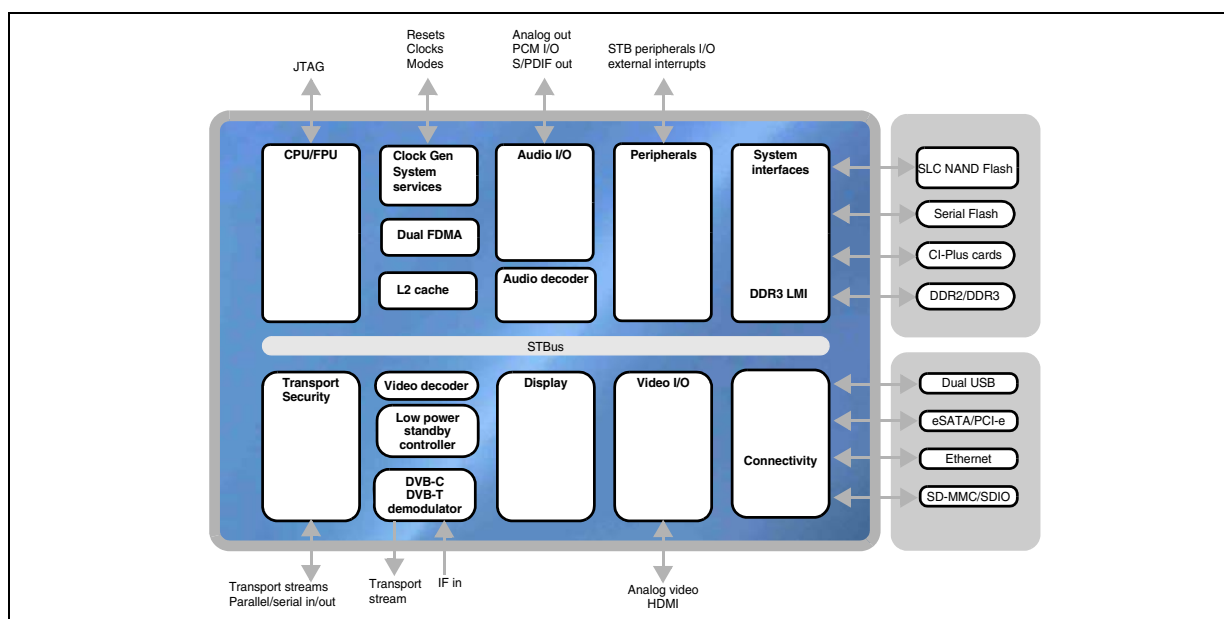 JTAG
Resets
Clocks
Modes
Analog out
PCM I/O
S/PDIF out
STB peripherals I/O
external interrupts
CPU/FPU
Clock Gen
System
services
Dual FDMA
L2 cache
Audio I/O
Audio decoder
Peripherals
System
interfaces
DDR3 LMI
SLC NAND Flash
Serial Flash
CI-Plus cards
DDR2/DDR3
STBus
Transport
Security
Video decoder
Low power
standby
controller
DVB-C
DVB-T
demodulator
Display
Video I/O
Connectivity
Dual USB
eSATA/PCI-e
Ethernet
SD-MMC/SDIO
Transport streams
Parallel/serial in/out
Transport
stream
IF in
Analog video
HDMI